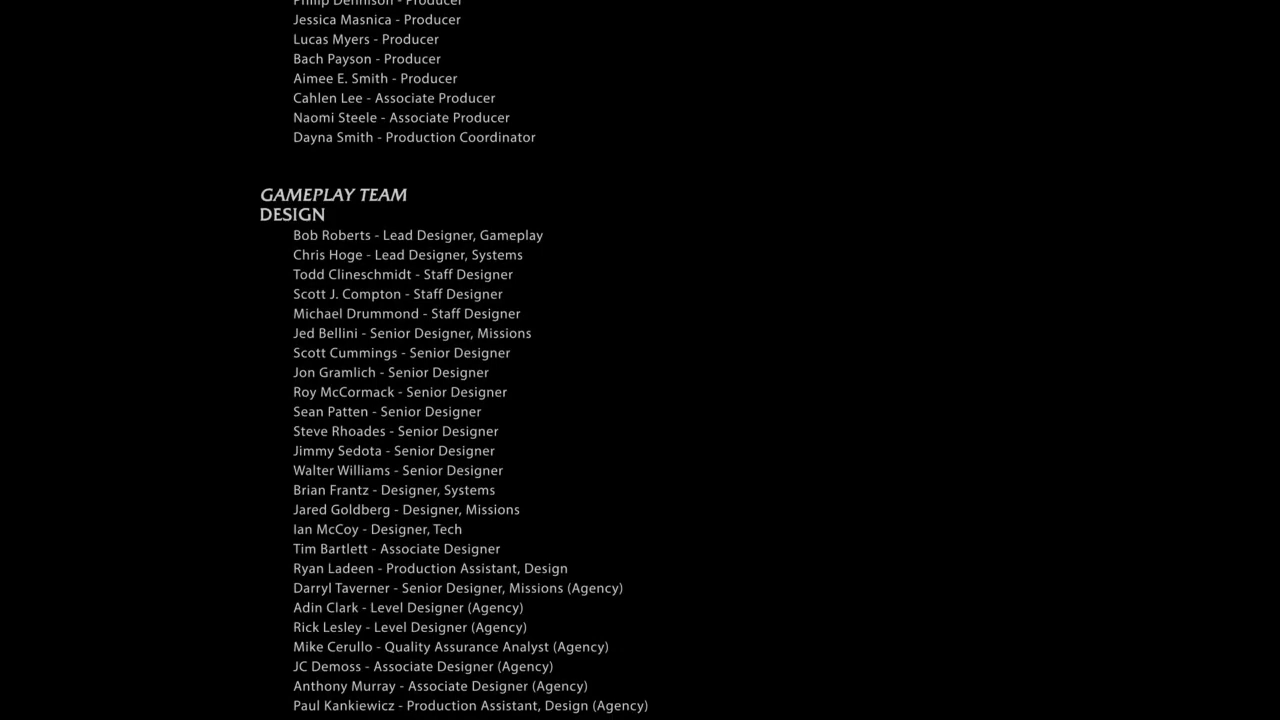 Philip Dennison - Producer
Jessica Masnica - Producer
Lucas Myers - Producer
Bach Payson - Producer
Aimee E. Smith - Producer
Cahlen Lee - Associate Producer
Naomi Steele - Associate Producer
Dayna Smith - Production Coordinator
GAMEPLAY TEAM
DESIGN
Bob Roberts - Lead Designer, Gameplay
Chris Hoge - Lead Designer, Systems
Todd Clineschmidt - Staff Designer
Scott J. Compton - Staff Designer
Michael Drummond - Staff Designer
Jed Bellini - Senior Designer, Missions
Scott Cummings - Senior Designer
Jon Gramlich - Senior Designer
Roy McCormack - Senior Designer
Sean Patten - Senior Designer
Steve Rhoades - Senior Designer
Jimmy Sedota - Senior Designer
Walter Williams - Senior Designer
Brian Frantz - Designer, Systems
Jared Goldberg - Designer, Missions
Ian McCoy - Designer, Tech
Tim Bartlett - Associate Designer
Ryan Ladeen - Production Assistant, Design
Darryl Taverner - Senior Designer, Missions (Agency)
Adin Clark - Level Designer (Agency)
Rick Lesley - Level Designer (Agency)
Mike Cerullo - Quality Assurance Analyst (Agency)
JC Demoss - Associate Designer (Agency)
Anthony Murray - Associate Designer (Agency)
Paul Kankiewicz - Production Assistant, Design (Agency)